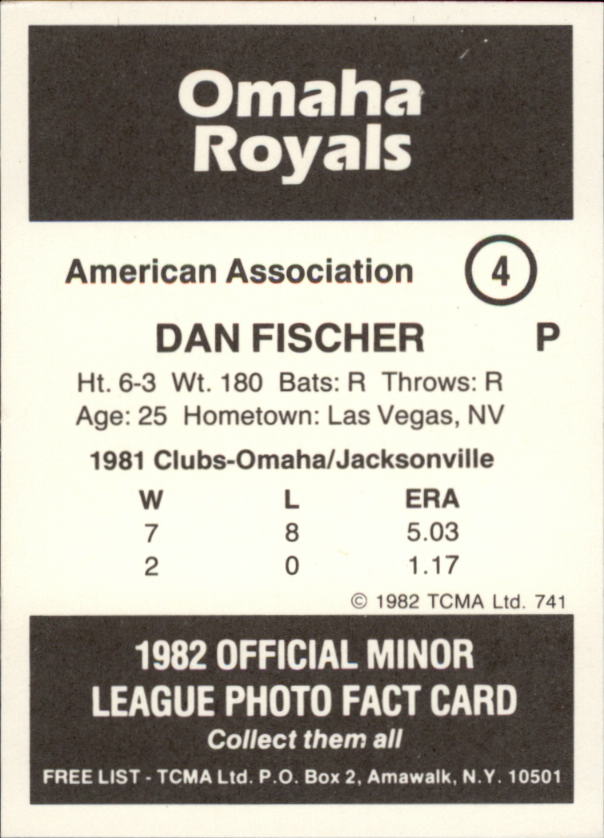 Omaha
Royals
American Association 4
DAN FISCHER P
Ht. 6-3 Wt. 180 Bats: R Throws: R
Age: 25 Hometown: Las Vegas, NV
1981 Clubs-Omaha/Jacksonville
W L ERA
7 8 5.03
2 0 1.17
© 1982 TCMA Ltd. 741
1982 OFFICIAL MINOR
LEAGUE PHOTO FACT CARD
Collect them all
FREE LIST - TCMA Ltd. P.O. Box 2, Amawalk, N.Y. 10501